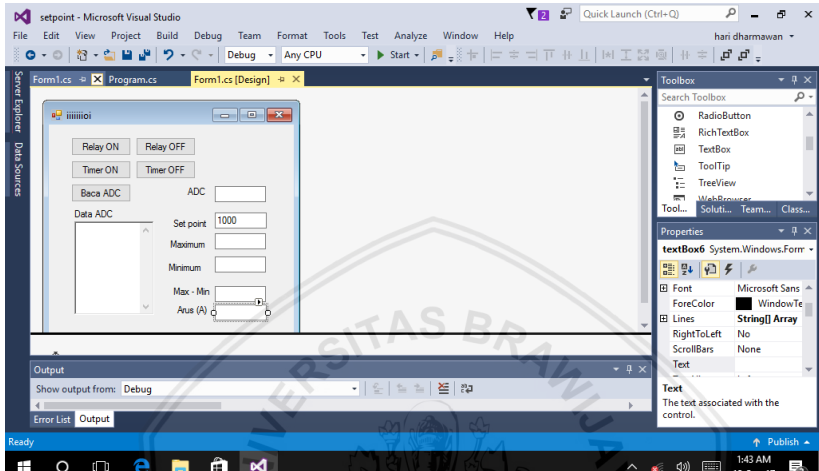 setpoint - Microsoft Visual Studio
2
Quick Launch (Ctrl+Q)
File Edit View Project Build Debug Team Format Tools Test Analyze Window Help
hari dharmawan
Debug Any CPU Start
Server Explorer
Data Sources
Form1.cs Program.cs Form1.cs [Design]
iiiiiiioi
Relay ON Relay OFF
Timer ON Timer OFF
Baca ADC ADC
Data ADC
Set point 1000
Maximum
Minimum
Max - Min
Arus (A)
Toolbox
Search Toolbox
RadioButton
RichTextBox
TextBox
ToolTip
TreeView
WebBrowser
Tool... Soluti... Team... Class...
Properties
textBox6 System.Windows.Form
Font Microsoft Sans
ForeColor WindowTe
Lines String[] Array
RightToLeft No
ScrollBars None
Text
Text
The text associated with the
control.
Output
Show output from: Debug
Error List Output
Ready
Publish
1:43 AM
VERSITAS BRAWIJA